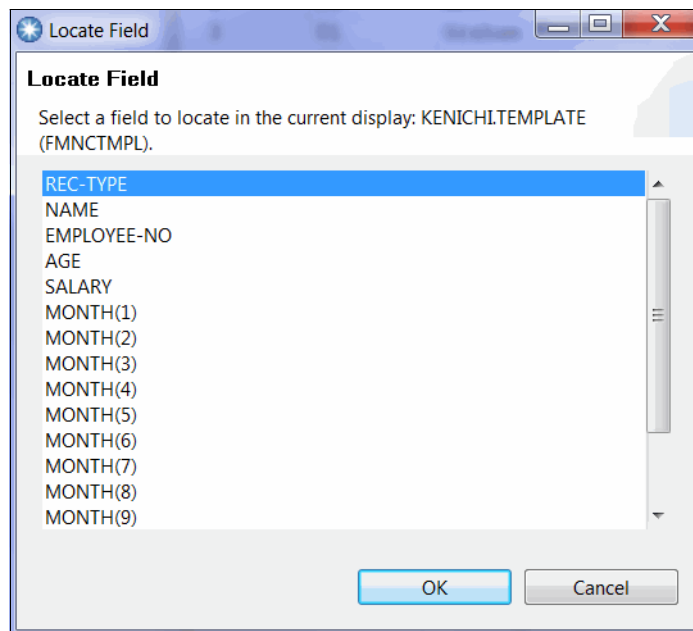 Locate Field
Locate Field
Select a field to locate in the current display: KENICHI.TEMPLATE
(FMNCTMPL).
REC-TYPE
NAME
EMPLOYEE-NO
AGE
SALARY
MONTH(1)
MONTH(2)
MONTH(3)
MONTH(4)
MONTH(5)
MONTH(6)
MONTH(7)
MONTH(8)
MONTH(9)
OK Cancel